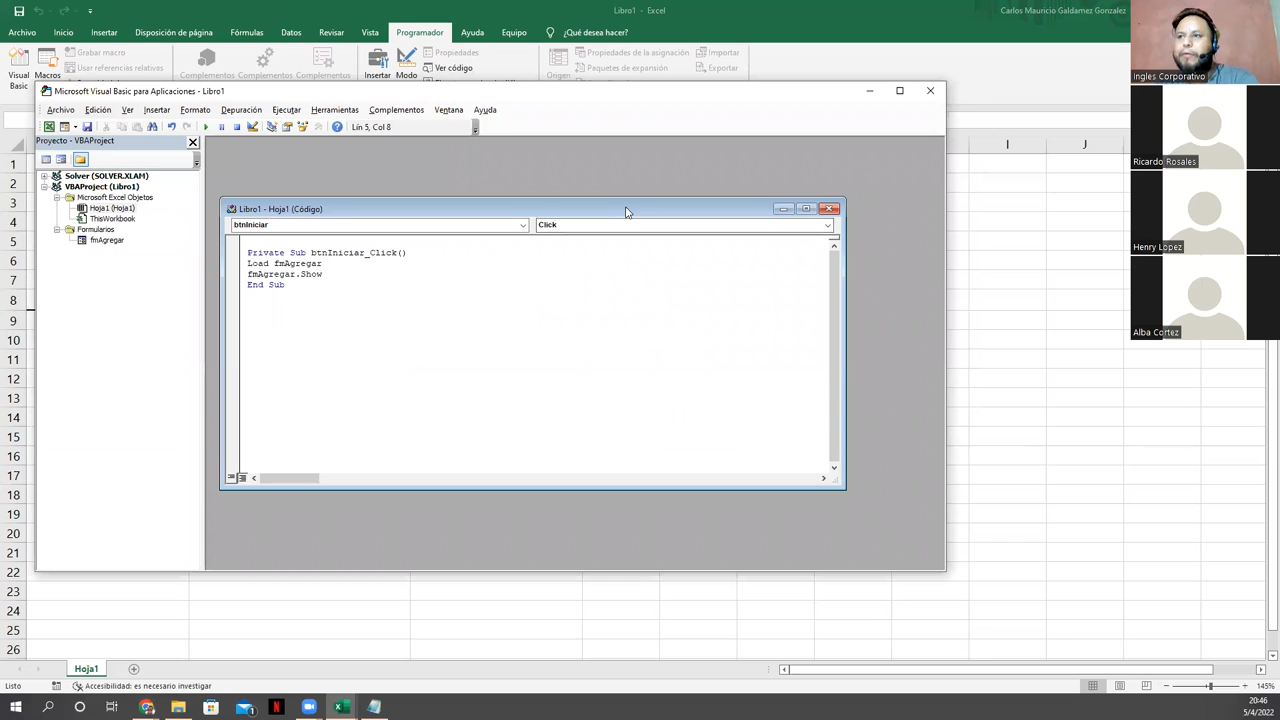 Libro1 - Excel
Carlos Mauricio Galdamez Gonzalez
Archivo Inicio Insertar Disposición de página Fórmulas Datos Revisar Vista Programador Ayuda Equipo ¿Qué desea hacer?
Visual Basic
Macros
Grabar macro
Usar referencias relativas
Complementos
Complementos
Complementos
Insertar
Modo
Propiedades
Ver código
Origen
Propiedades de la asignación
Paquetes de expansión
Importar
Exportar
Ingles Corporativo
Ricardo Rosales
Henry Lopez
Alba Cortez
Microsoft Visual Basic para Aplicaciones - Libro1
Archivo Edición Ver Insertar Formato Depuración Ejecutar Herramientas Complementos Ventana Ayuda
Lín 5, Col 8
Proyecto - VBAProject
Solver (SOLVER.XLAM)
VBAProject (Libro1)
Microsoft Excel Objetos
Hoja1 (Hoja1)
ThisWorkbook
Formularios
fmAgregar
Libro1 - Hoja1 (Código)
btnIniciar
Click
Private Sub btnIniciar_Click()
Load fmAgregar
fmAgregar.Show
End Sub
I J
1
2
3
4
5
6
7
8
9
10
11
12
13
14
15
16
17
18
19
20
21
22
23
24
25
26
Hoja1
Listo
Accesibilidad: es necesario investigar
145%
20:46
5/4/2022